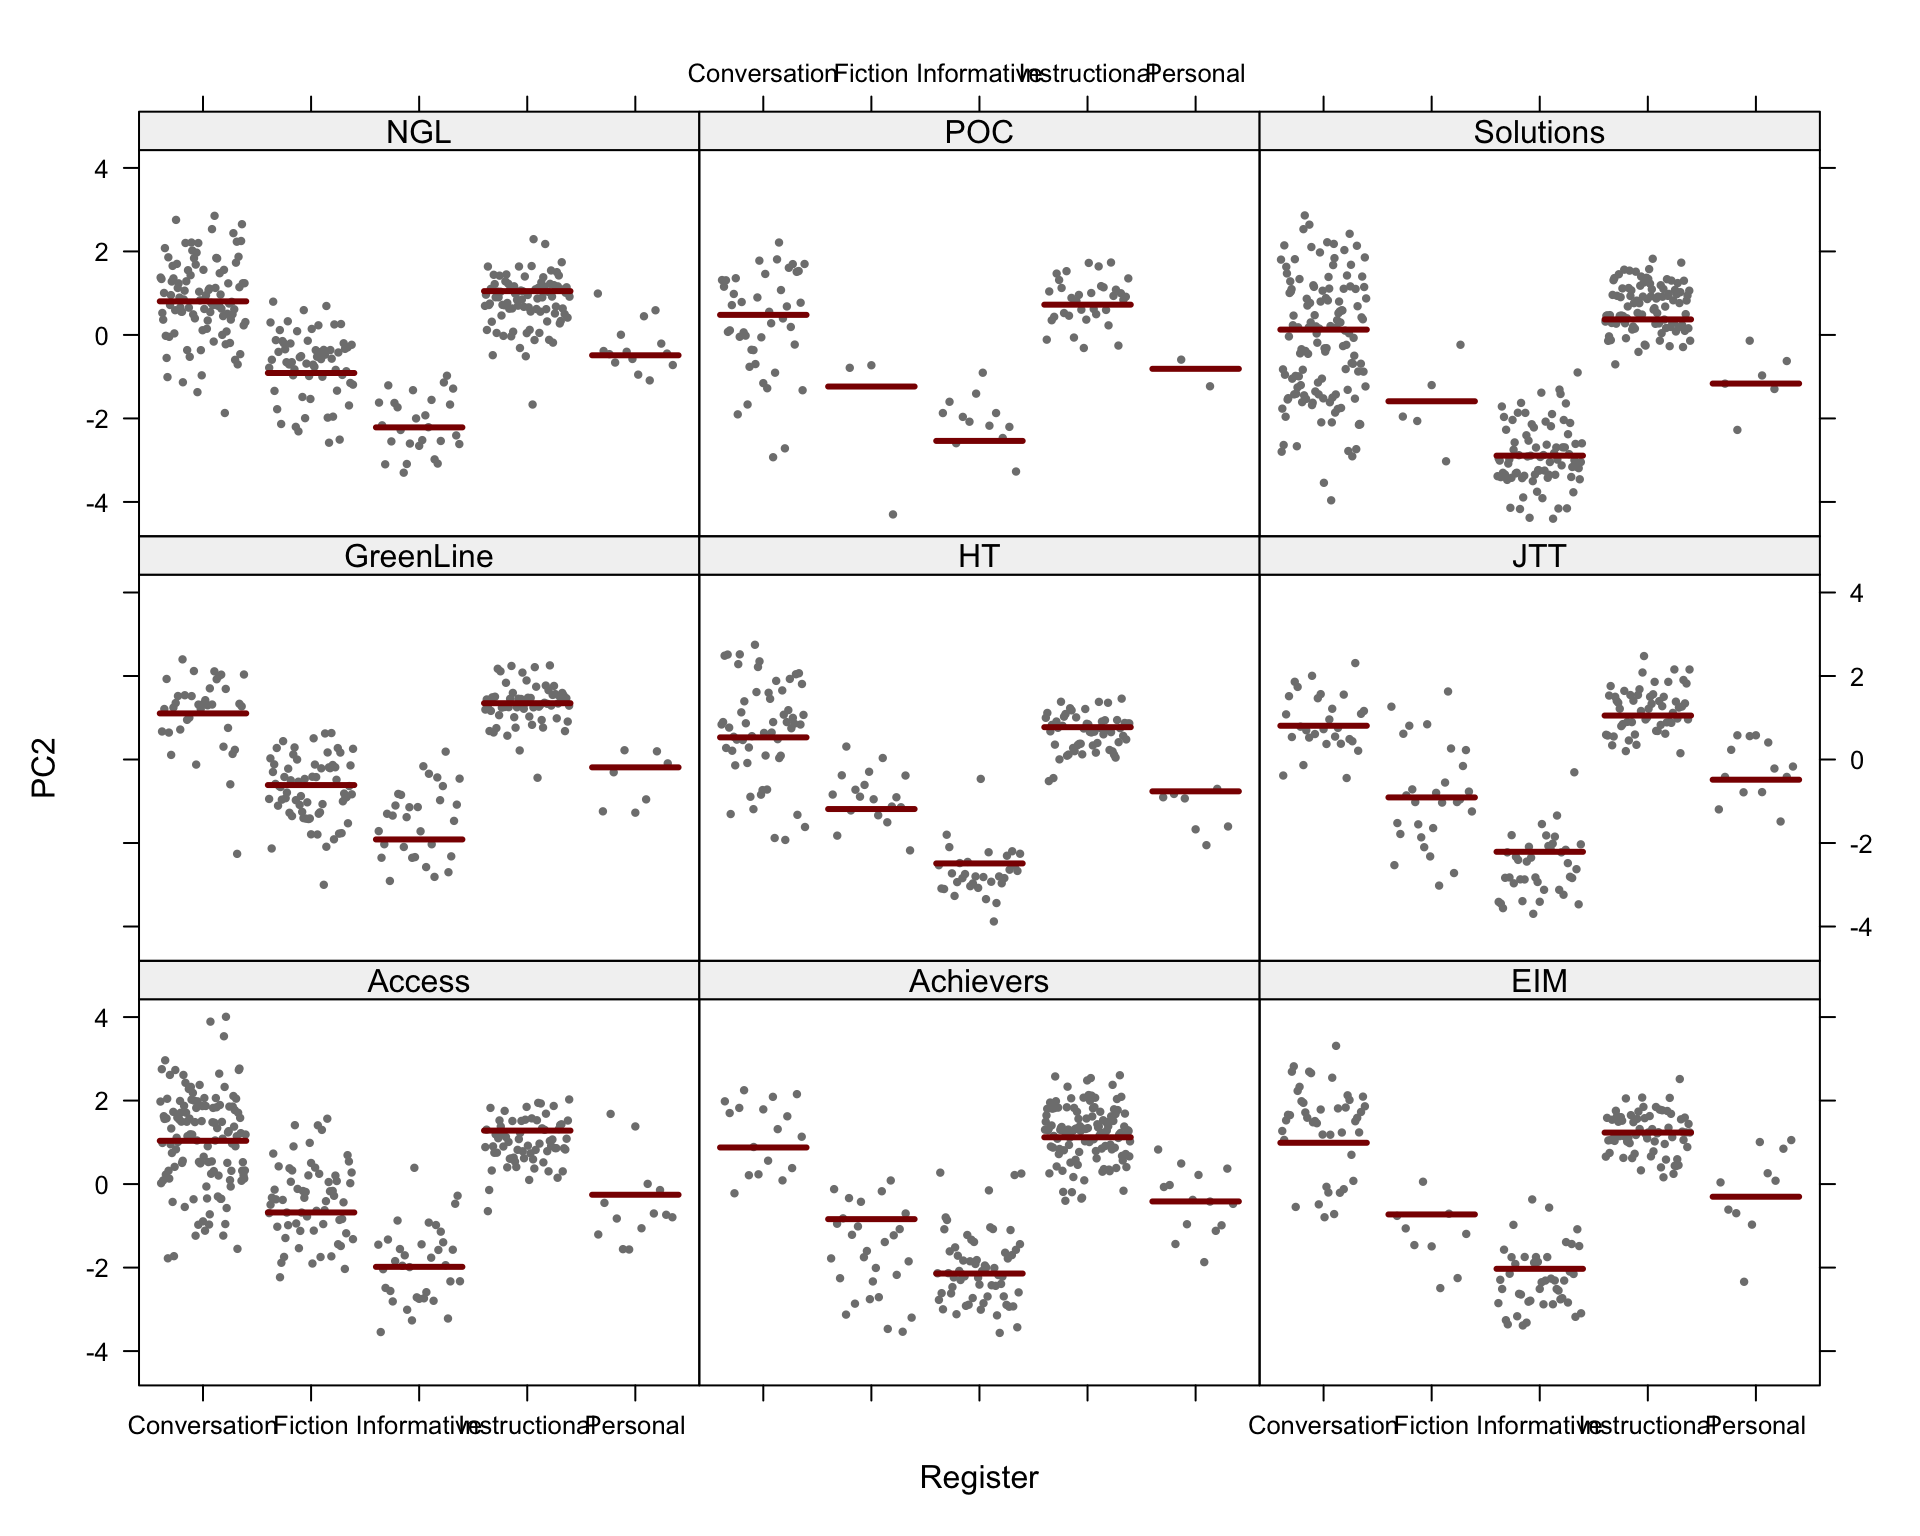 Conversation Fiction Informative Instructional Personal
NGL POC Solutions
4
2
0
-2
-4
GreenLine HT JTT
4
2
0
-2
-4
PC2
Access Achievers EIM
4
2
0
-2
-4
Conversation Fiction Informative Instructional Personal Conversation Fiction Informative Instructional Personal
Register